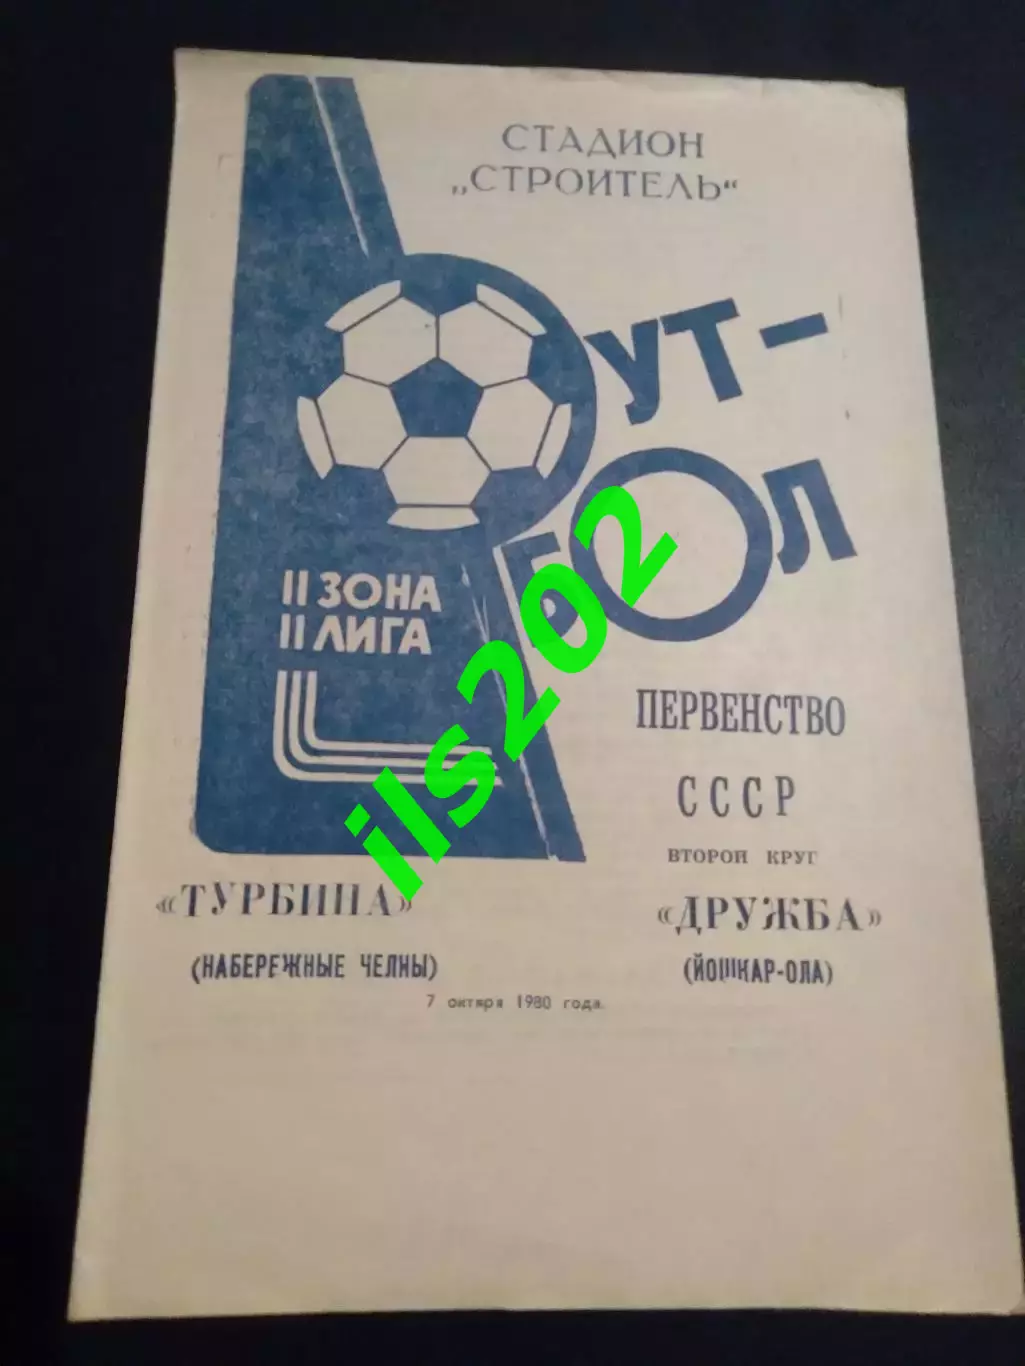 СТАДИОН
„СТРОИТЕЛЬ“
ФУТ-
БОЛ
II ЗОНА
II ЛИГА
ils202
ПЕРВЕНСТВО
СССР
ВТОРОЙ КРУГ
«ТУРБИНА»
(НАБЕРЕЖНЫЕ ЧЕЛНЫ)
«ДРУЖБА»
(ЙОШКАР-ОЛА)
7 октября 1980 года.